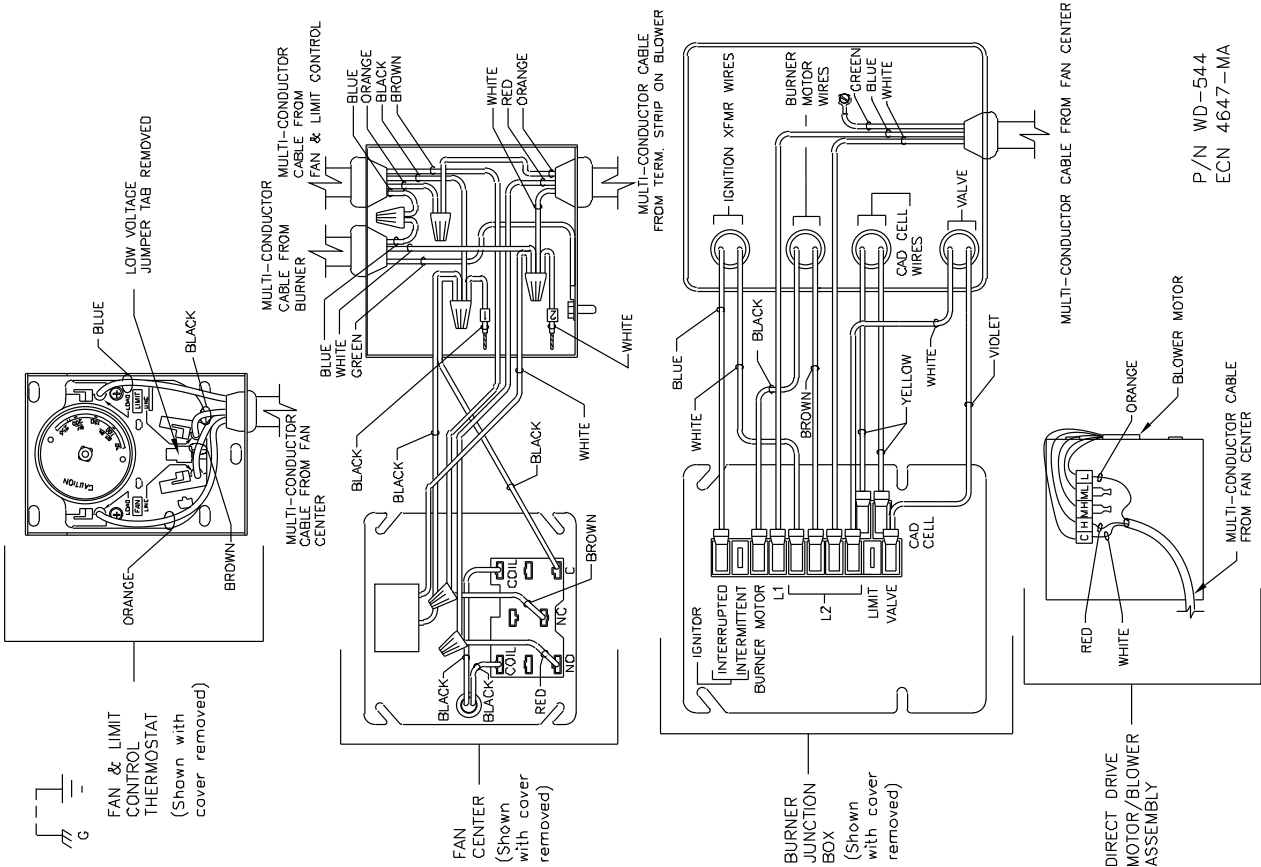 G
FAN & LIMIT
CONTROL
THERMOSTAT
(Shown with
cover removed)
ORANGE
BROWN
BLUE
LOW VOLTAGE
JUMPER TAB REMOVED
BLACK
CAUTION
LOAD
FAN
LINE
LOAD
LIMIT
LINE
MULTI-CONDUCTOR
CABLE FROM FAN
CENTER
FAN
CENTER
(Shown
with cover
removed)
MULTI-CONDUCTOR
CABLE FROM
BURNER
MULTI-CONDUCTOR
CABLE FROM
FAN & LIMIT CONTROL
BLUE
ORANGE
BLACK
BROWN
BLUE
WHITE
GREEN
WHITE
RED
ORANGE
1
2
WHITE
BLACK
BLACK
WHITE
BLACK
BROWN
BLACK
BLACK
RED
COIL
COIL
NO
NC
C
MULTI-CONDUCTOR CABLE
FROM TERM. STRIP ON BLOWER
BURNER
JUNCTION
BOX
(Shown
with cover
removed)
IGNITOR
INTERRUPTED
INTERMITTENT
BURNER MOTOR
L1
L2
LIMIT
VALVE
CAD
CELL
WHITE
BLUE
BLACK
BROWN
YELLOW
WHITE
VIOLET
IGNITION XFMR WIRES
BURNER
MOTOR
WIRES
CAD CELL
WIRES
VALVE
GREEN
BLUE
WHITE
MULTI-CONDUCTOR CABLE FROM FAN CENTER
DIRECT DRIVE
MOTOR/BLOWER
ASSEMBLY
RED
WHITE
C H MH ML L
ORANGE
BLOWER MOTOR
MULTI-CONDUCTOR CABLE
FROM FAN CENTER
P/N WD-544
ECN 4647-MA